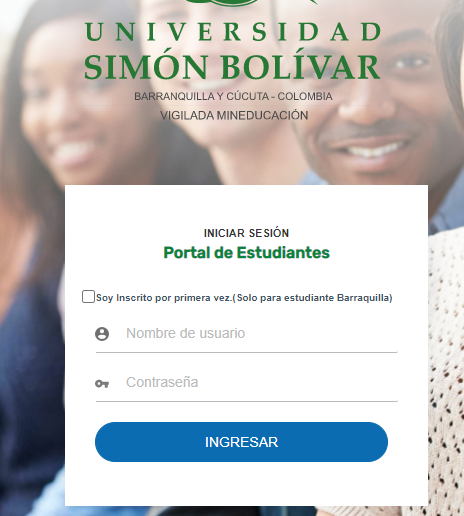 UNIVERSIDAD
SIMÓN BOLÍVAR
BARRANQUILLA Y CÚCUTA - COLOMBIA
VIGILADA MINEDUCACIÓN
INICIAR SESIÓN
Portal de Estudiantes
Soy Inscrito por primera vez.(Solo para estudiante Barraquilla)
Nombre de usuario
Contraseña
INGRESAR